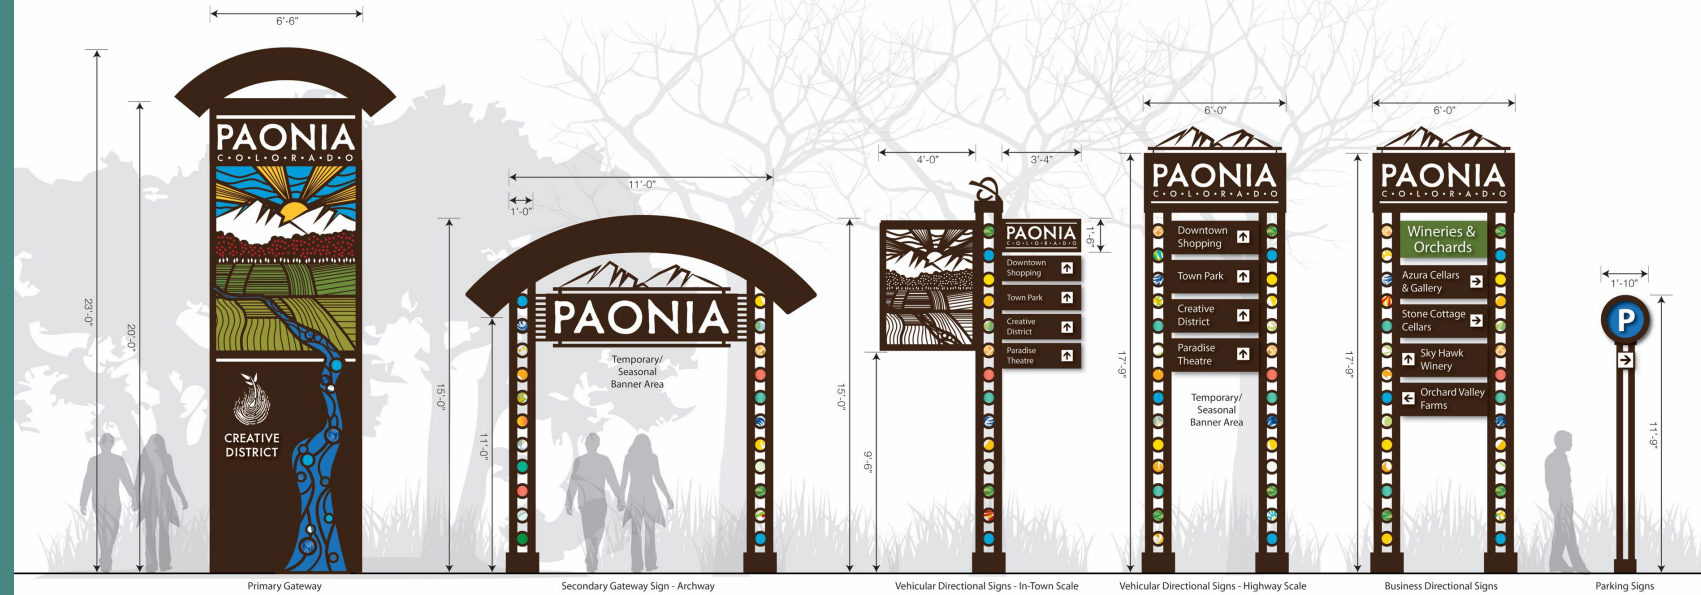 6'-6"
23'-0"
20'-0"
PAONIA
C•O•L•O•R•A•D•O
CREATIVE
DISTRICT
Primary Gateway
11'-0"
1'-0"
15'-0"
11'-0"
PAONIA
Temporary/
Seasonal
Banner Area
Secondary Gateway Sign - Archway
4'-0"
3'-4"
15'-0"
9'-6"
1'-6"
PAONIA
C•O•L•O•R•A•D•O
Downtown
Shopping
Town Park
Creative
District
Paradise
Theatre
Vehicular Directional Signs - In-Town Scale
6'-0"
17'-9"
PAONIA
C•O•L•O•R•A•D•O
Downtown
Shopping
Town Park
Creative
District
Paradise
Theatre
Temporary/
Seasonal
Banner Area
Vehicular Directional Signs - Highway Scale
6'-0"
17'-9"
PAONIA
C•O•L•O•R•A•D•O
Wineries &
Orchards
Azura Cellars
& Gallery
Stone Cottage
Cellars
Sky Hawk
Winery
Orchard Valley
Farms
Business Directional Signs
1'-10"
P
11'-9"
Parking Signs